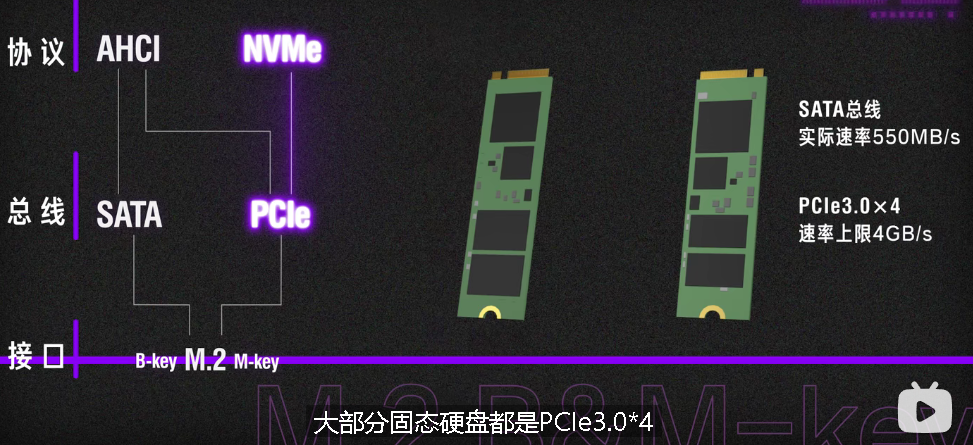 协议 AHCI NVMe
SATA总线
实际速率550MB/s
总线 SATA PCIe
PCIe3.0×4
速率上限4GB/s
接口 B-key M.2 M-key
大部分固态硬盘都是PCIe3.0*4